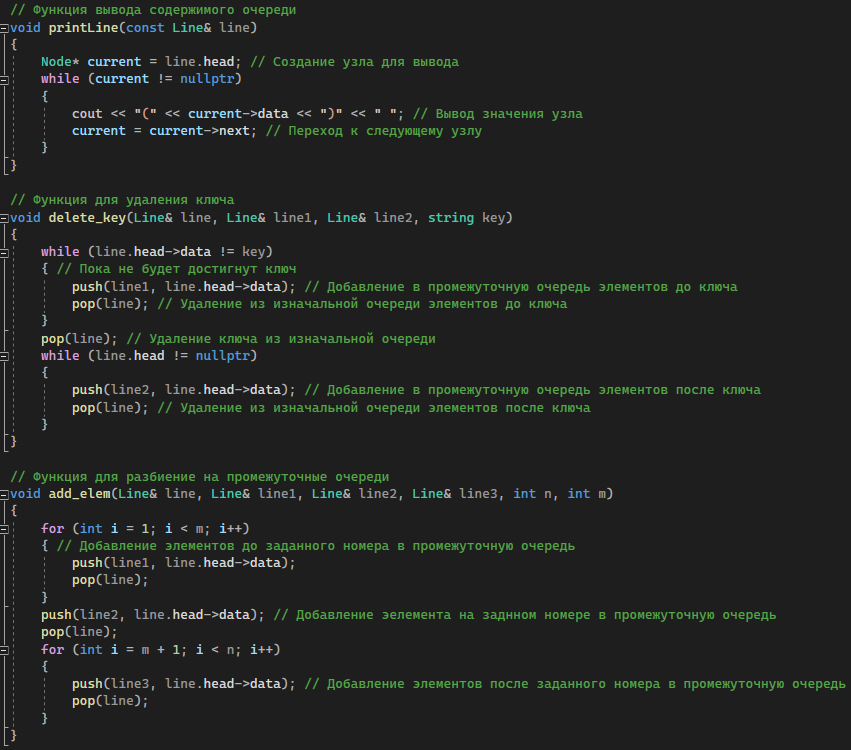 // Функция вывода содержимого очереди
void printLine(const Line& line)
{
    Node* current = line.head; // Создание узла для вывода
    while (current != nullptr)
    {
        cout << "(" << current->data << ")" << " "; // Вывод значения узла
        current = current->next; // Переход к следующему узлу
    }
}

// Функция для удаления ключа
void delete_key(Line& line, Line& line1, Line& line2, string key)
{
    while (line.head->data != key)
    { // Пока не будет достигнут ключ
        push(line1, line.head->data); // Добавление в промежуточную очередь элементов до ключа
        pop(line); // Удаление из изначальной очереди элементов до ключа
    }
    pop(line); // Удаление ключа из изначальной очереди
    while (line.head != nullptr)
    {
        push(line2, line.head->data); // Добавление в промежуточную очередь элементов после ключа
        pop(line); // Удаление из изначальной очереди элементов после ключа
    }
}

// Функция для разбиение на промежуточные очереди
void add_elem(Line& line, Line& line1, Line& line2, Line& line3, int n, int m)
{
    for (int i = 1; i < m; i++)
    { // Добавление элементов до заданного номера в промежуточную очередь
        push(line1, line.head->data);
        pop(line);
    }
    push(line2, line.head->data); // Добавление эелемента на заднном номере в промежуточную очередь
    pop(line);
    for (int i = m + 1; i < n; i++)
    {
        push(line3, line.head->data); // Добавление элементов после заданного номера в промежуточную очередь
        pop(line);
    }
}